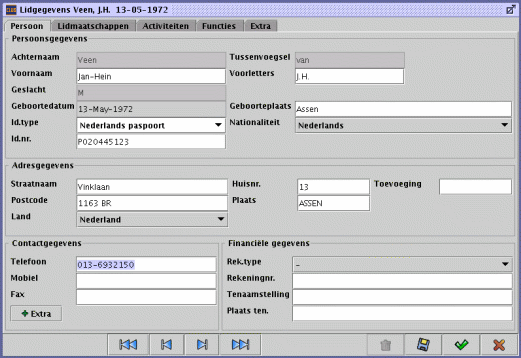 Lidgegevens Veen, J.H. 13-05-1972
Persoon Lidmaatschappen Activiteiten Functies Extra
Persoonsgegevens
Achternaam Veen Tussenvoegsel van
Voornaam Jan-Hein Voorletters J.H.
Geslacht M
Geboortedatum 13-May-1972 Geboorteplaats Assen
Id.type Nederlands paspoort Nationaliteit Nederlands
Id.nr. P020445123
Adresgegevens
Straatnaam Vinklaan Huisnr. 13 Toevoeging
Postcode 1163 BR Plaats ASSEN
Land Nederland
Contactgegevens Financiële gegevens
Telefoon 013-6932150 Rek.type -
Mobiel Rekeningnr.
Fax Tenaamstelling
+ Extra Plaats ten.